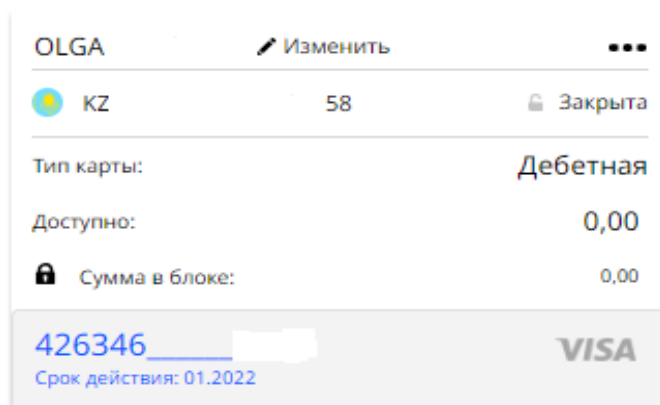 OLGA Изменить
KZ 58 Закрыта
Тип карты: Дебетная
Доступно: 0,00
Сумма в блоке: 0,00
426346______ VISA
Срок действия: 01.2022